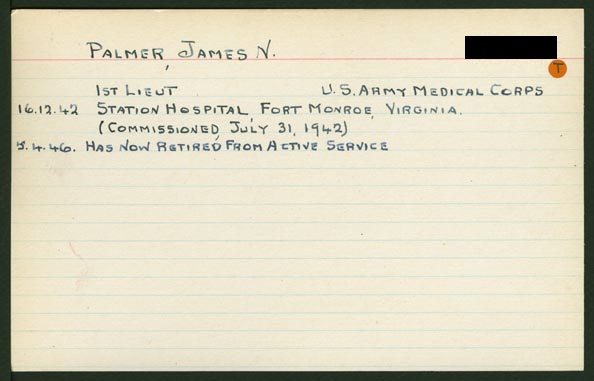 PALMER, JAMES N.
T
1ST LIEUT U.S. ARMY MEDICAL CORPS
16.12.42 STATION HOSPITAL, FORT MONROE, VIRGINIA.
(COMMISSIONED, JULY 31, 1942)
5.4.46. HAS NOW RETIRED FROM ACTIVE SERVICE